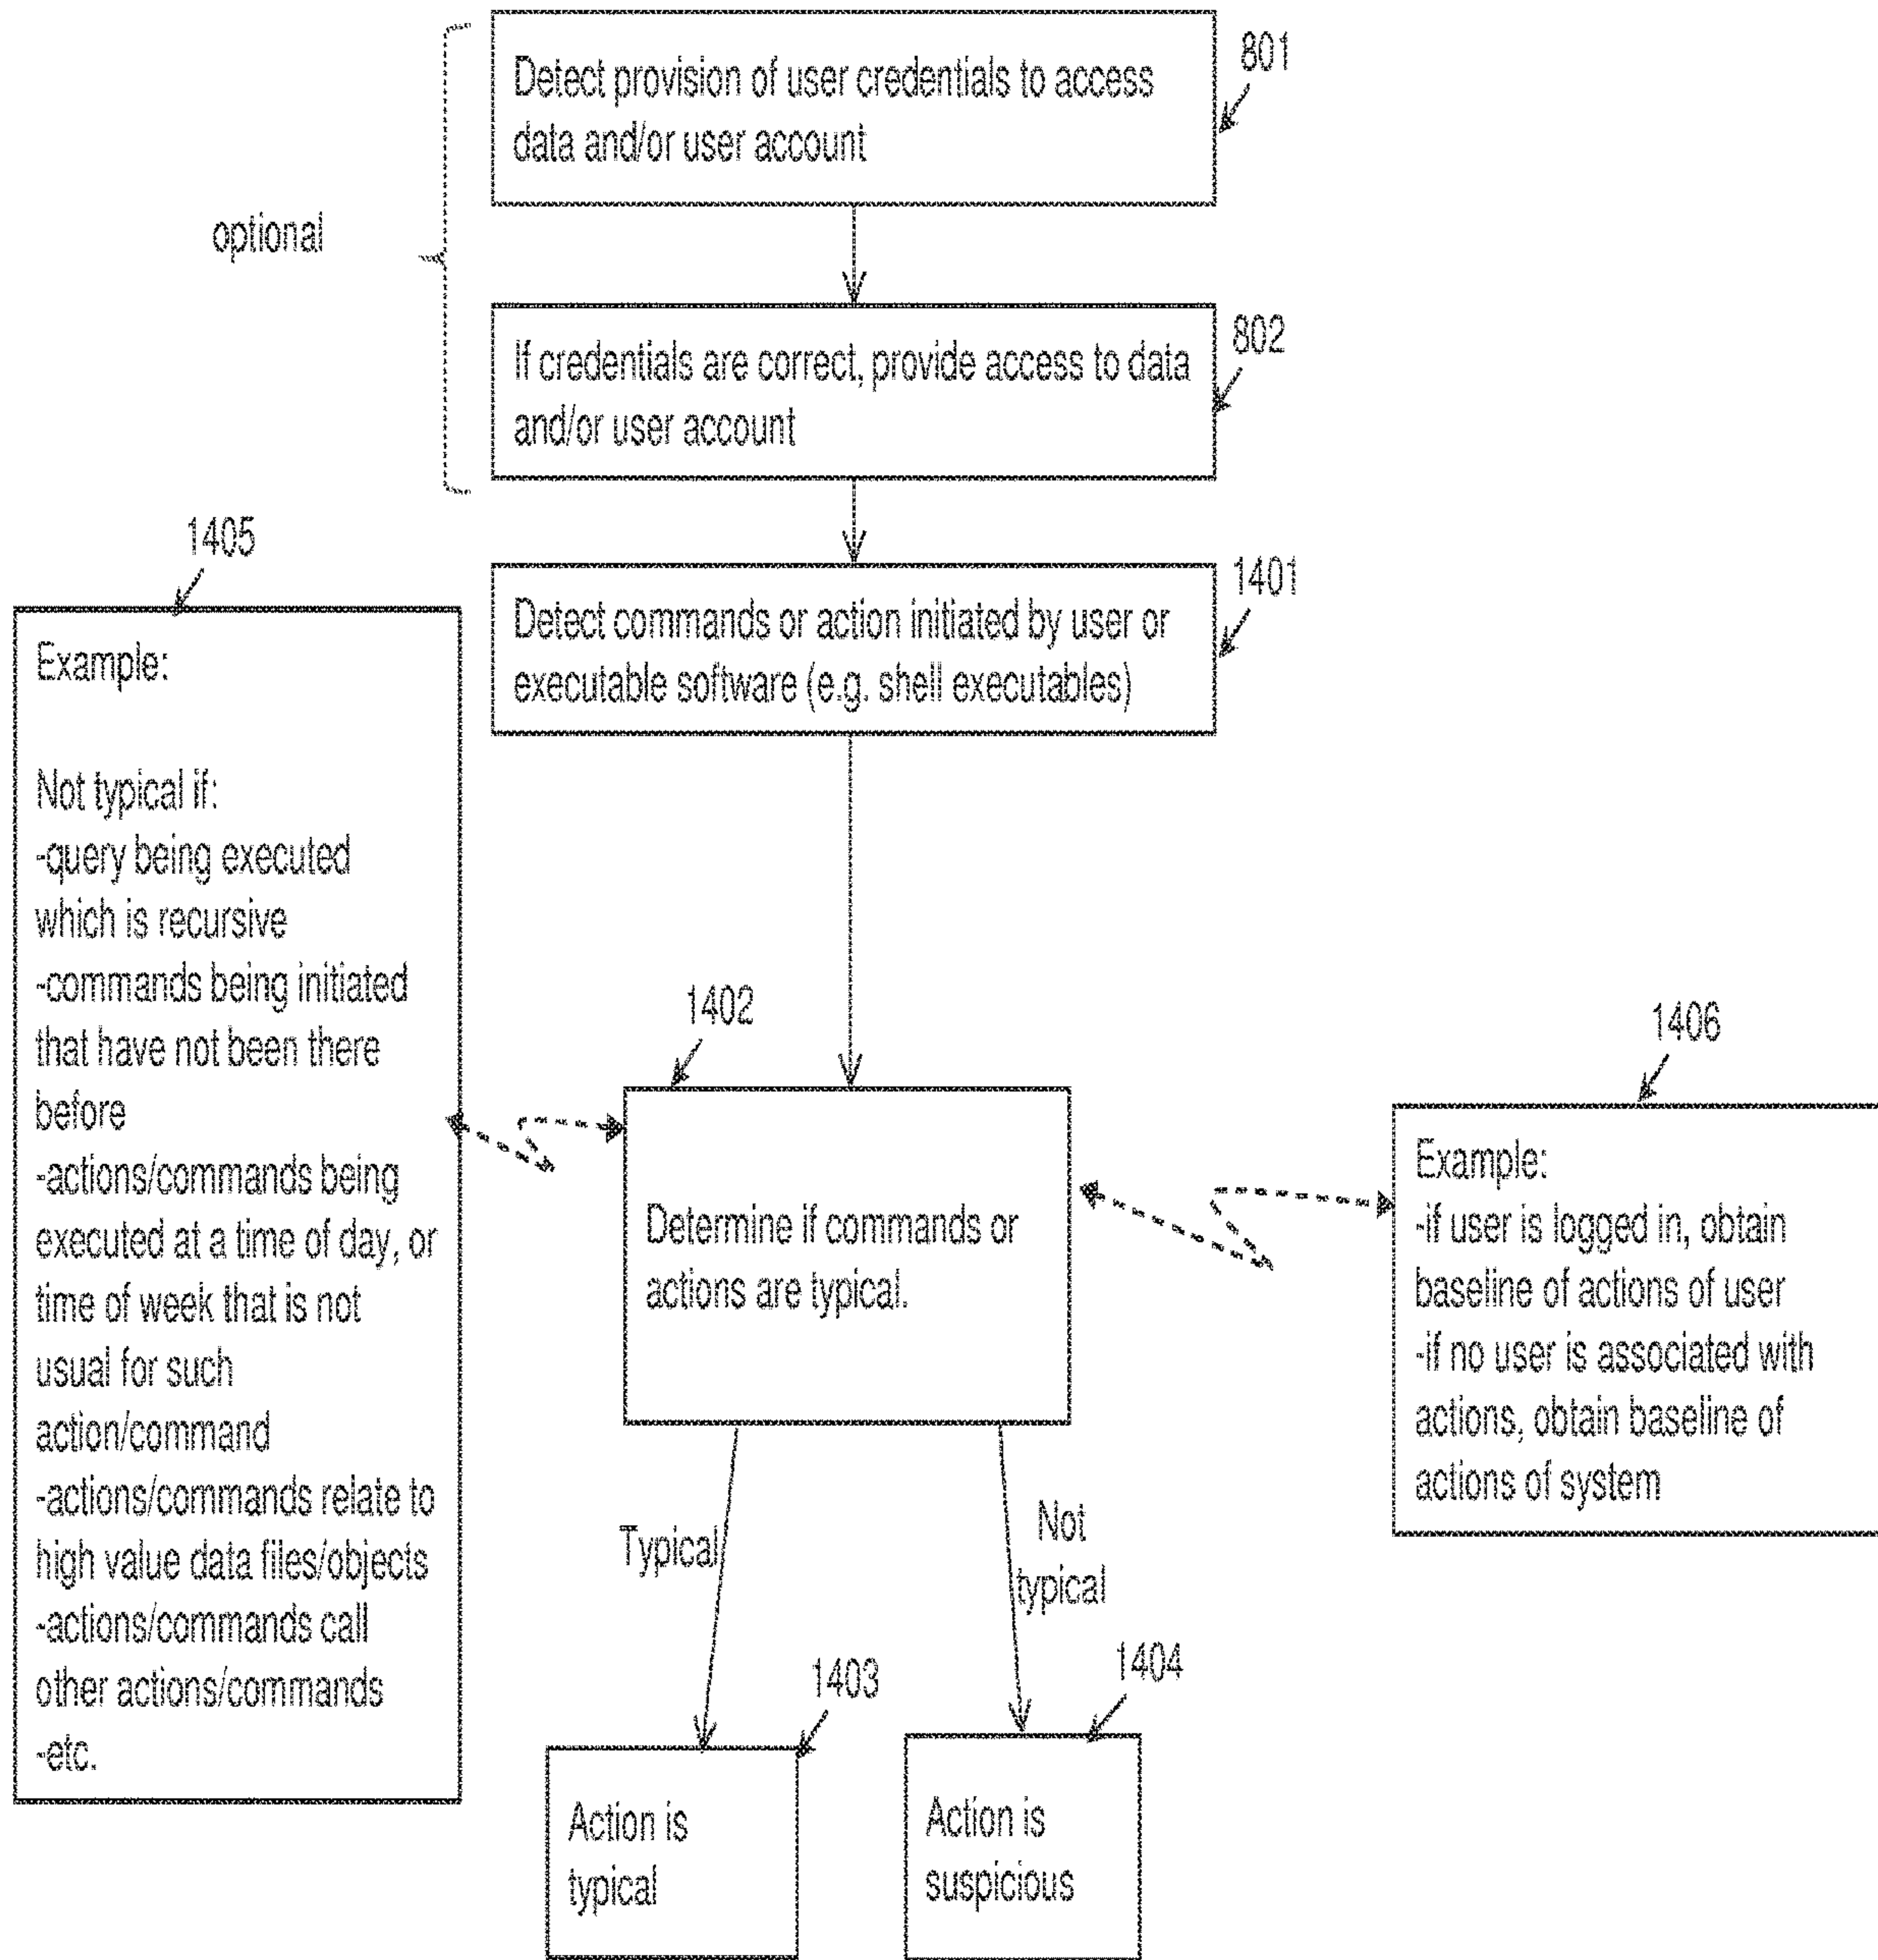 801
Detect provision of user credentials to access
data and/or user account
optional
802
If credentials are correct, provide access to data
and/or user account
1405
1401
Detect commands or action initiated by user or
executable software (e.g. shell executables)
Example:
Not typical if:
-query being executed
which is recursive
-commands being initiated
that have not been there
before
-actions/commands being
executed at a time of day, or
time of week that is not
usual for such
action/command
-actions/commands relate to
high value data files/objects
-actions/commands call
other actions/commands
-etc.
1402
Determine if commands or
actions are typical.
1406
Example:
-if user is logged in, obtain
baseline of actions of user
-if no user is associated with
actions, obtain baseline of
actions of system
Typical
Not
typical
1403
Action is
typical
1404
Action is
suspicious